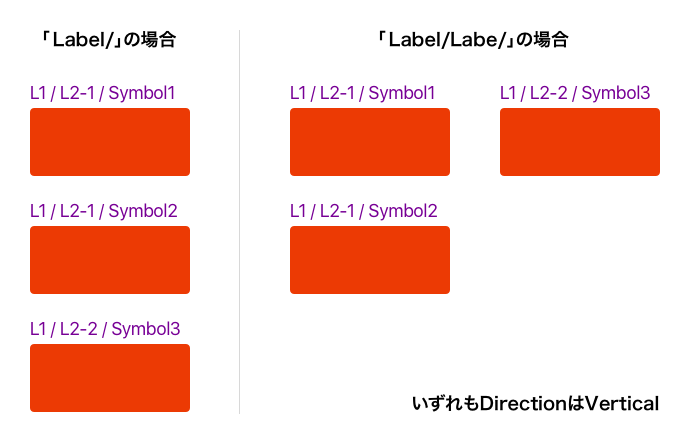 「Label/」の場合
L1 / L2-1 / Symbol1
L1 / L2-1 / Symbol2
L1 / L2-2 / Symbol3
「Label/Labe/」の場合
L1 / L2-1 / Symbol1
L1 / L2-2 / Symbol3
L1 / L2-1 / Symbol2
いずれもDirectionはVertical